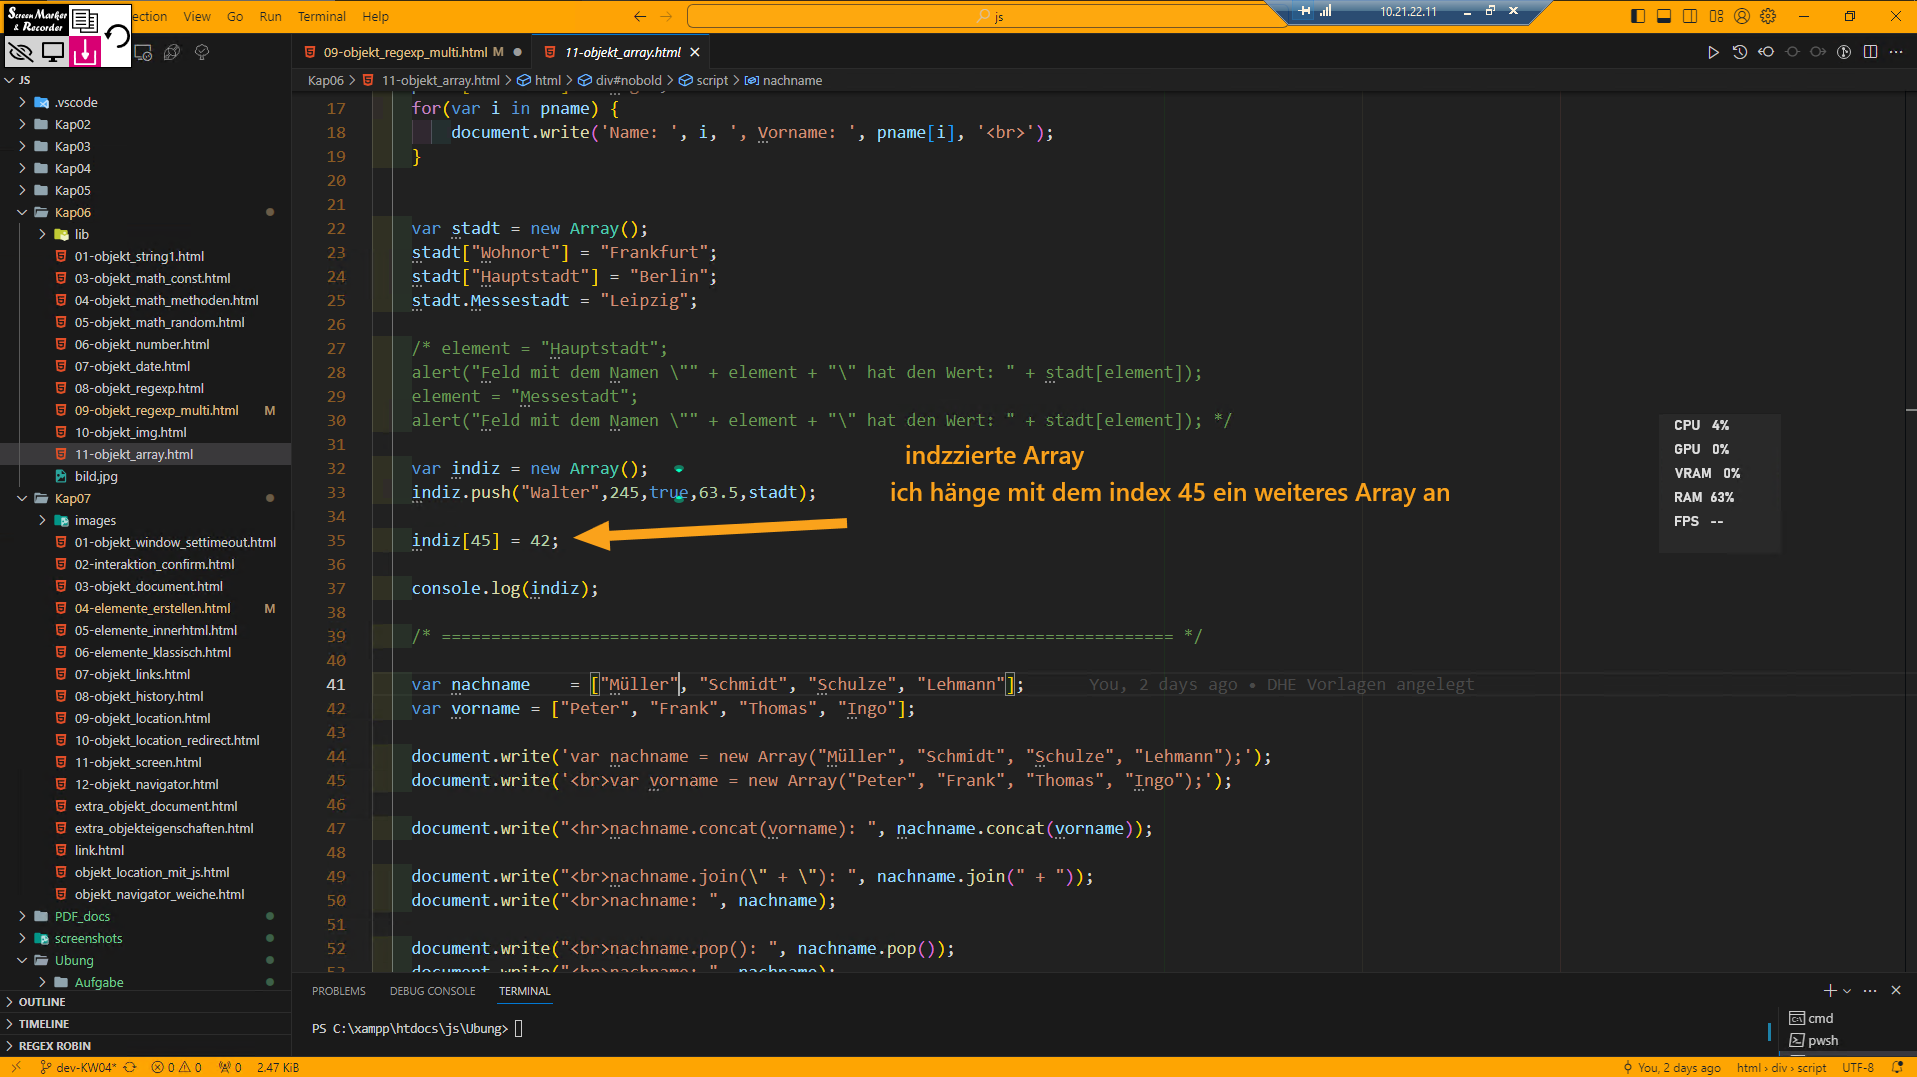 Screen Marker
& Recorder
ection View Go Run Terminal Help
js
10.21.22.11
09-objekt_regexp_multi.html M
11-objekt_array.html
JS
Kap06 > 11-objekt_array.html > html > div#nobold > script > nachname
.vscode
Kap02
Kap03
Kap04
Kap05
Kap06
lib
01-objekt_string1.html
03-objekt_math_const.html
04-objekt_math_methoden.html
05-objekt_math_random.html
06-objekt_number.html
07-objekt_date.html
08-objekt_regexp.html
09-objekt_regexp_multi.html M
10-objekt_img.html
11-objekt_array.html
bild.jpg
Kap07
images
01-objekt_window_settimeout.html
02-interaktion_confirm.html
03-objekt_document.html
04-elemente_erstellen.html M
05-elemente_innerhtml.html
06-elemente_klassisch.html
07-objekt_links.html
08-objekt_history.html
09-objekt_location.html
10-objekt_location_redirect.html
11-objekt_screen.html
12-objekt_navigator.html
extra_objekt_document.html
extra_objekteigenschaften.html
link.html
objekt_location_mit_js.html
objekt_navigator_weiche.html
PDF_docs
screenshots
Ubung
Aufgabe
OUTLINE
TIMELINE
REGEX ROBIN
17 for(var i in pname) {
18 document.write('Name: ', i, ', Vorname: ', pname[i], '<br>');
19 }
20
21
22 var stadt = new Array();
23 stadt["Wohnort"] = "Frankfurt";
24 stadt["Hauptstadt"] = "Berlin";
25 stadt.Messestadt = "Leipzig";
26
27 /* element = "Hauptstadt";
28 alert("Feld mit dem Namen \"" + element + "\" hat den Wert: " + stadt[element]);
29 element = "Messestadt";
30 alert("Feld mit dem Namen \"" + element + "\" hat den Wert: " + stadt[element]); */
31
32 var indiz = new Array();
33 indiz.push("Walter",245,true,63.5,stadt);
34
35 indiz[45] = 42;
36
37 console.log(indiz);
38
39 /* ========================================================================== */
40
41 var nachname = ["Müller", "Schmidt", "Schulze", "Lehmann"]; You, 2 days ago • DHE Vorlagen angelegt
42 var vorname = ["Peter", "Frank", "Thomas", "Ingo"];
43
44 document.write('var nachname = new Array("Müller", "Schmidt", "Schulze", "Lehmann");');
45 document.write('<br>var vorname = new Array("Peter", "Frank", "Thomas", "Ingo");');
46
47 document.write("<hr>nachname.concat(vorname): ", nachname.concat(vorname));
48
49 document.write("<br>nachname.join(\" + \"): ", nachname.join(" + "));
50 document.write("<br>nachname: ", nachname);
51
52 document.write("<br>nachname.pop(): ", nachname.pop());
53 document.write("<br>nachname: ", nachname);
indzzierte Array
ich hänge mit dem index 45 ein weiteres Array an
CPU 4%
GPU 0%
VRAM 0%
RAM 63%
FPS --
PROBLEMS DEBUG CONSOLE TERMINAL
PS C:\xampp\htdocs\js\Ubung>
cmd
pwsh
dev-KW04* 0 0 0 2.47 KiB You, 2 days ago html > div > script UTF-8